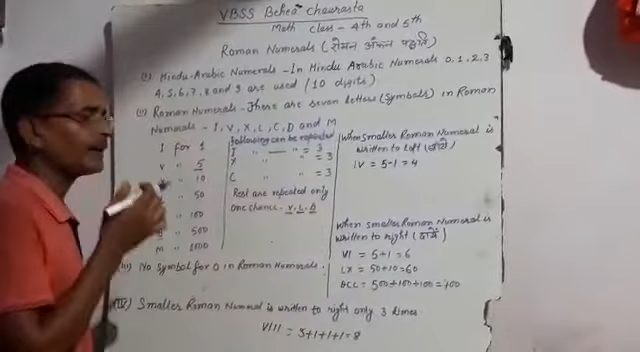 VBSS Behea Chaurasta
Math class - 4th and 5th
Roman Numerals (रोमन अंकन पद्धति)
(i) Hindu-Arabic Numerals - In Hindu Arabic Numerals 0,1,2,3
4,5,6,7,8 and 9 are used (10 digits)
(ii) Roman Numerals - There are seven letters (Symbols) in Roman
Numerals - I, V, X, L, C, D and M
I for 1
V " 5
" 10
" 50
" 100
" 500
M " 1000
following can be repeated
I " — " = 3
X " " = 3
C " " = 3
Rest are repeated only
one chance. V, L, D
When smaller Roman Numeral is
written to left (बायें)
IV = 5-1=4
When smaller Roman Numeral is
written to right (दायें)
VI = 5+1=6
LX = 50+10=60
DCC = 500+100+100=700
(iii) No Symbol for 0 in Roman Numerals.
(IV) Smaller Roman Numeral is written to right only 3 times
VIII = 5+1+1+1=8